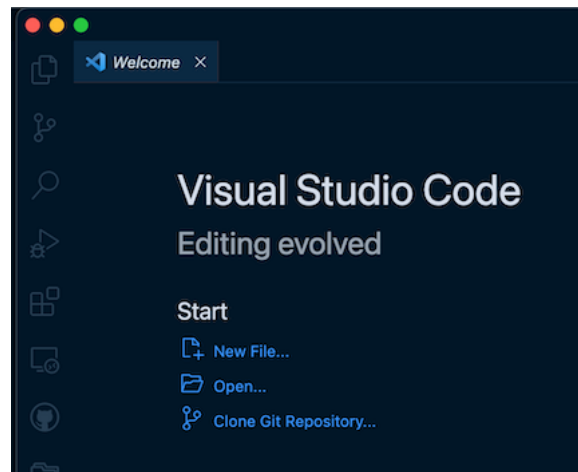 Welcome
Visual Studio Code
Editing evolved
Start
New File...
Open...
Clone Git Repository...